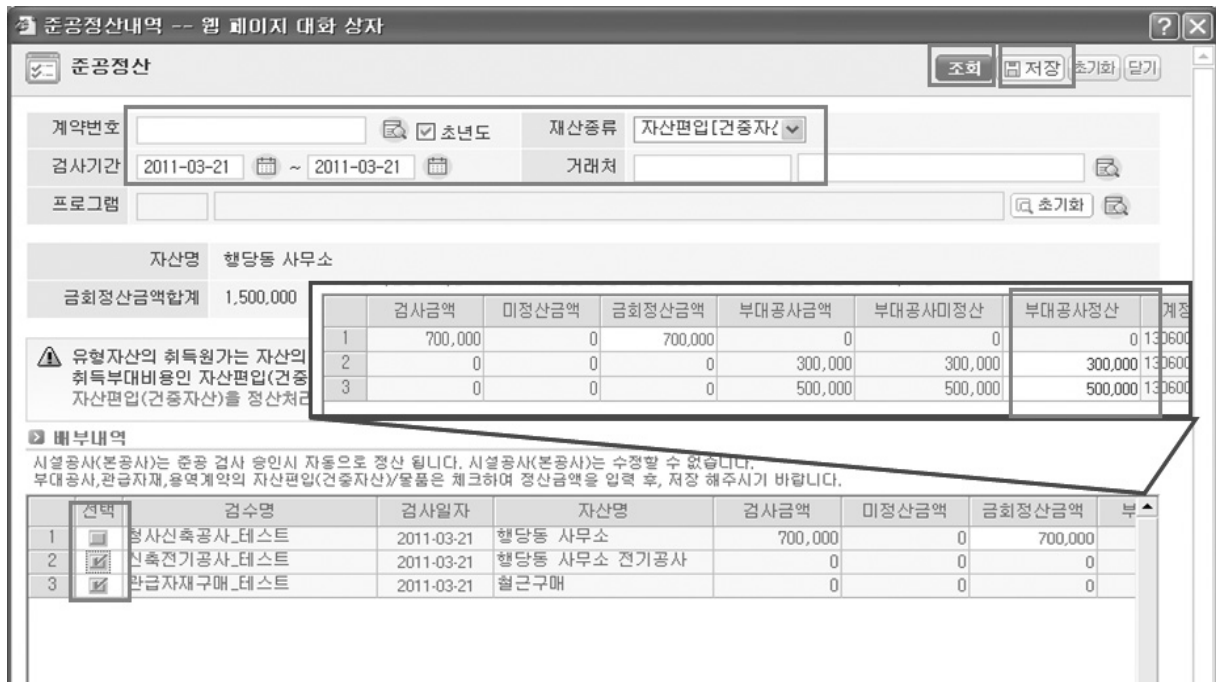 준공정산내역 -- 웹 페이지 대화 상자
준공정산
조회 저장 초기화 닫기
계약번호 초년도 재산종류 자산편입[건중자산
검사기간 2011-03-21 ~ 2011-03-21 거래처
프로그램 초기화
자산명 행당동 사무소
금회정산금액합계 1,500,000
검사금액 미정산금액 금회정산금액 부대공사금액 부대공사미정산 부대공사정산 계정
1 700,000 0 700,000 0 0 0 130600
2 0 0 0 300,000 300,000 300,000 130600
3 0 0 0 500,000 500,000 500,000 130600
유형자산의 취득원가는 자산의
취득부대비용인 자산편입(건중
자산편입(건중자산)을 정산처리
배부내역
시설공사(본공사)는 준공 검사 승인시 자동으로 정산 됩니다. 시설공사(본공사)는 수정할 수 없습니다.
부대공사,관급자재,용역계약의 자산편입(건중자산)/물품은 체크하여 정산금액을 입력 후, 저장 해주시기 바랍니다.
선택 검수명 검사일자 자산명 검사금액 미정산금액 금회정산금액 부
1 청사신축공사_테스트 2011-03-21 행당동 사무소 700,000 0 700,000
2 신축전기공사_테스트 2011-03-21 행당동 사무소 전기공사 0 0 0
3 관급자재구매_테스트 2011-03-21 철근구매 0 0 0